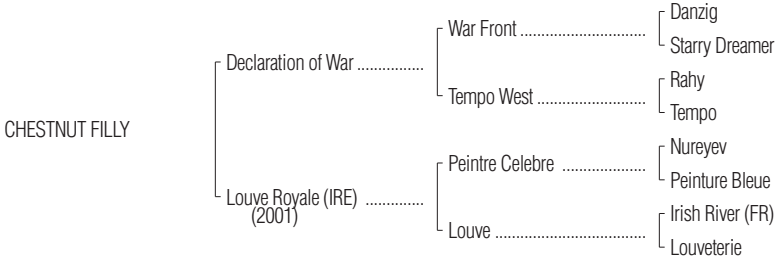 Danzig
War Front ..............................
Starry Dreamer
Declaration of War ................
Rahy
Tempo West ..........................
Tempo
CHESTNUT FILLY
Nureyev
Peintre Celebre ....................
Peinture Bleue
Louve Royale (IRE) ..............
(2001)
Irish River (FR)
Louve ....................................
Louveterie